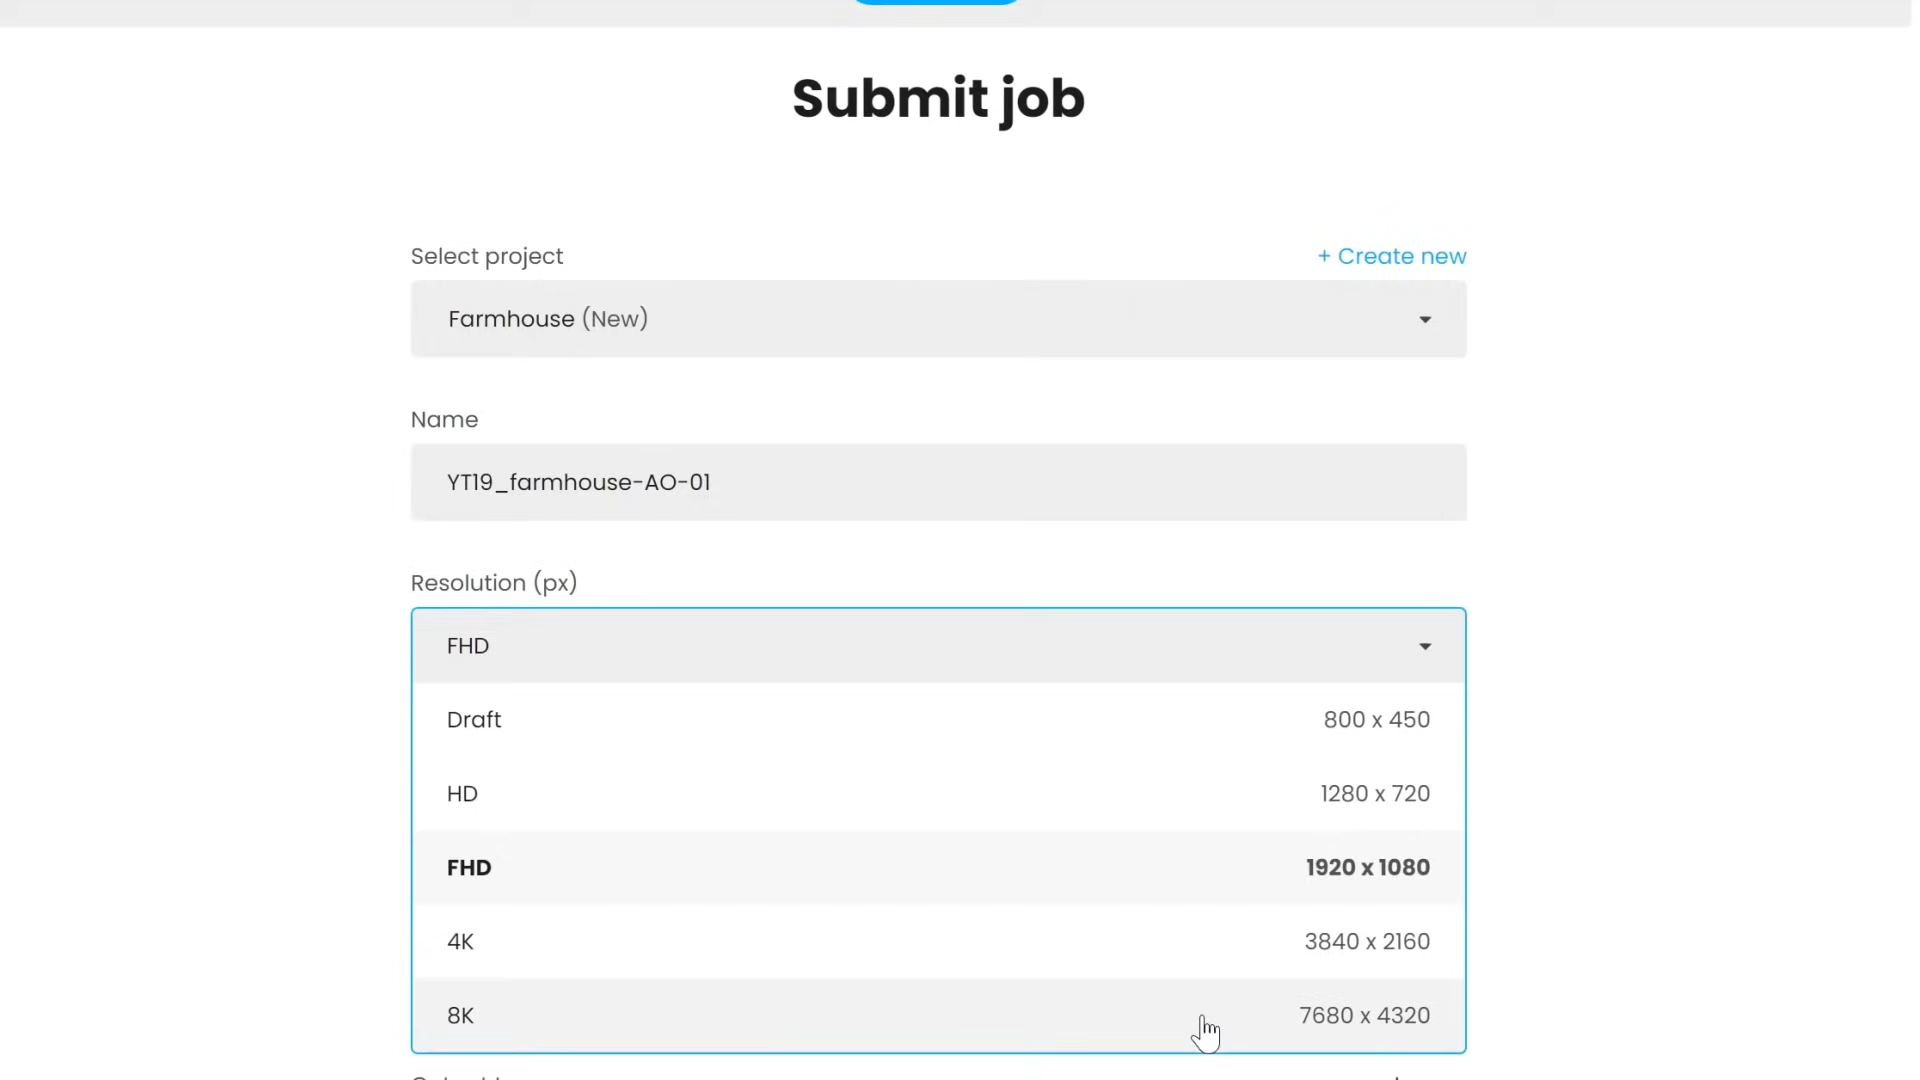 Submit job
Select project + Create new
Farmhouse (New)
Name
YT19_farmhouse-AO-01
Resolution (px)
FHD
Draft 800 x 450
HD 1280 x 720
FHD 1920 x 1080
4K 3840 x 2160
8K 7680 x 4320